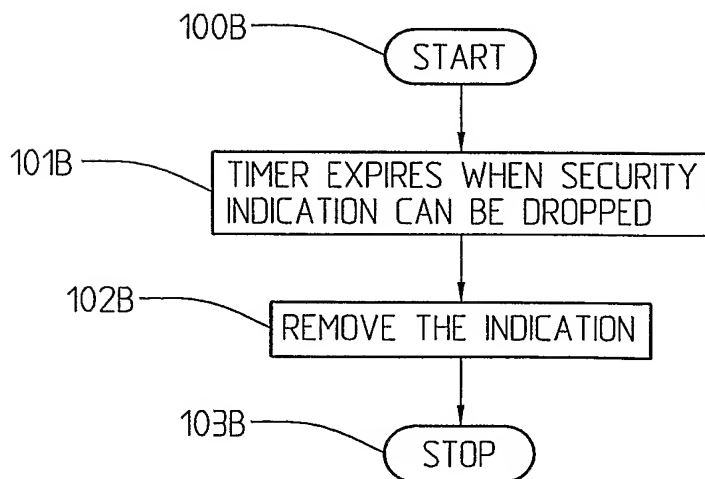 100B
START
101B
TIMER EXPIRES WHEN SECURITY
INDICATION CAN BE DROPPED
102B
REMOVE THE INDICATION
103B
STOP